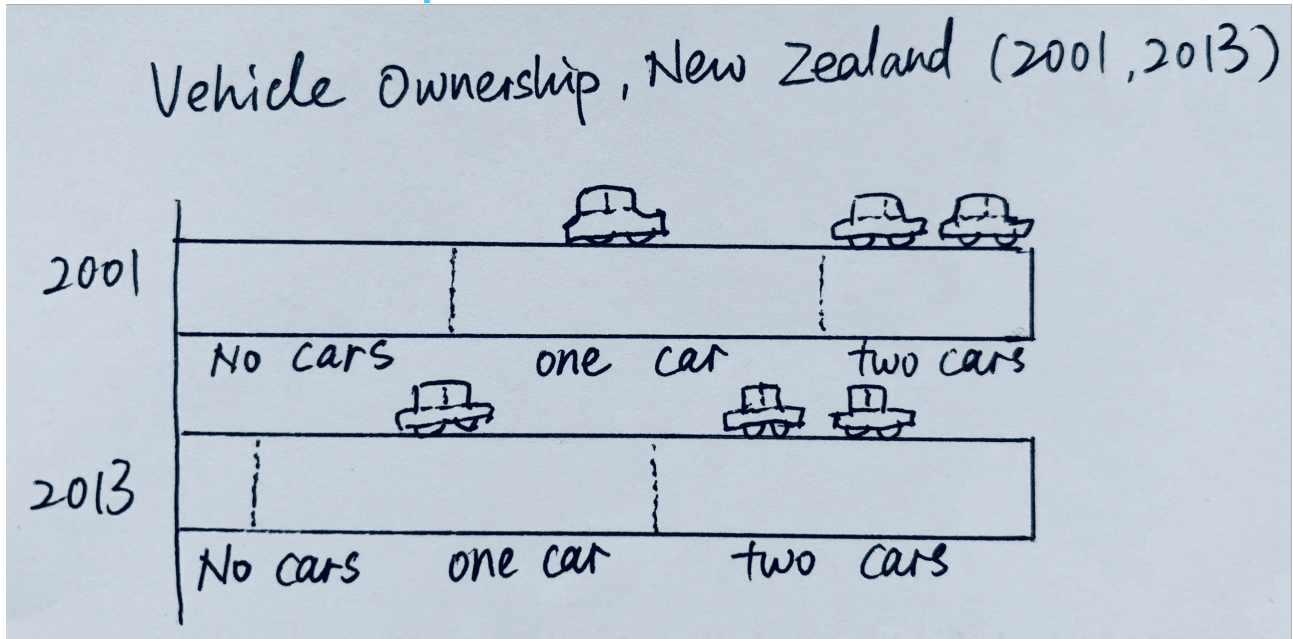 Vehicle Ownership, New Zealand (2001, 2013)
2001
No cars one car two cars
2013
No cars one car two cars